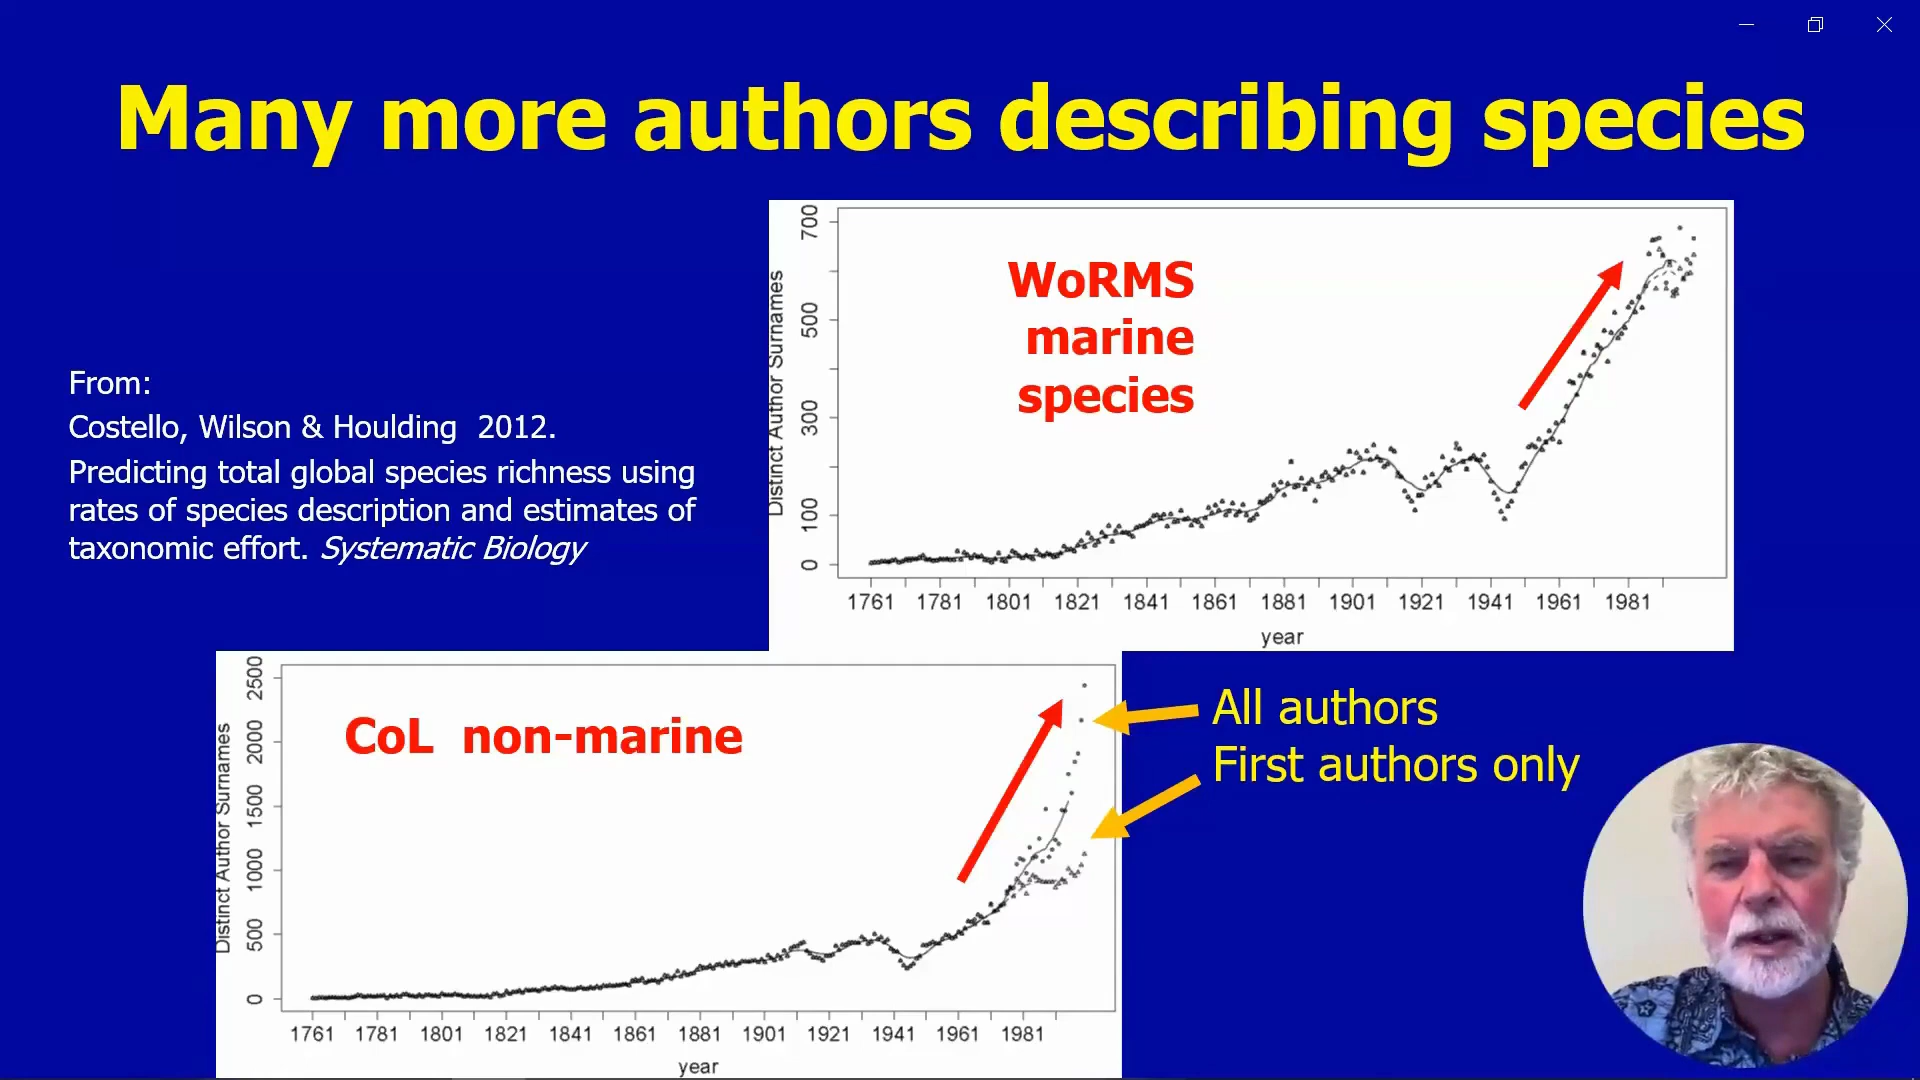 Many more authors describing species
From:
Costello, Wilson & Houlding 2012.
Predicting total global species richness using
rates of species description and estimates of
taxonomic effort. Systematic Biology
WoRMS
marine
species
Distinct Author Surnames
700
500
300
100
0
1761 1781 1801 1821 1841 1861 1881 1901 1921 1941 1961 1981
year
CoL non-marine
Distinct Author Surnames
2500
2000
1500
1000
500
0
1761 1781 1801 1821 1841 1861 1881 1901 1921 1941 1961 1981
year
All authors
First authors only